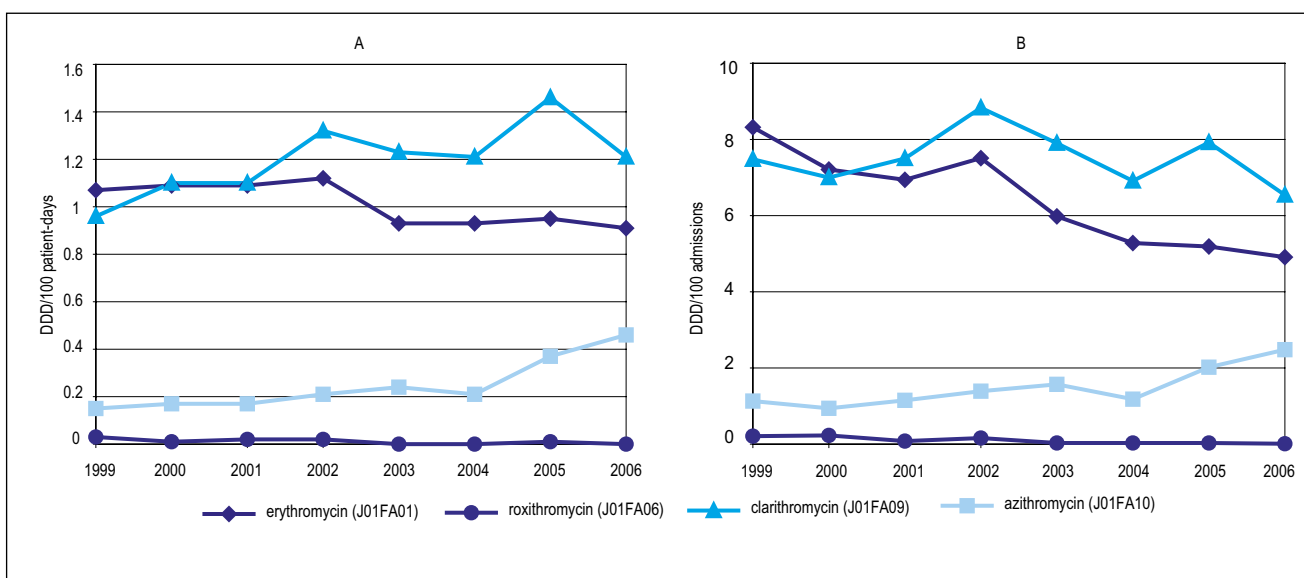 A
B
DDD/100 patient-days
1.6
1.4
1.2
1
0.8
0.6
0.4
0.2
0
1999 2000 2001 2002 2003 2004 2005 2006
DDD/100 admissions
10
8
6
4
2
0
1999 2000 2001 2002 2003 2004 2005 2006
erythromycin (J01FA01) roxithromycin (J01FA06) clarithromycin (J01FA09) azithromycin (J01FA10)